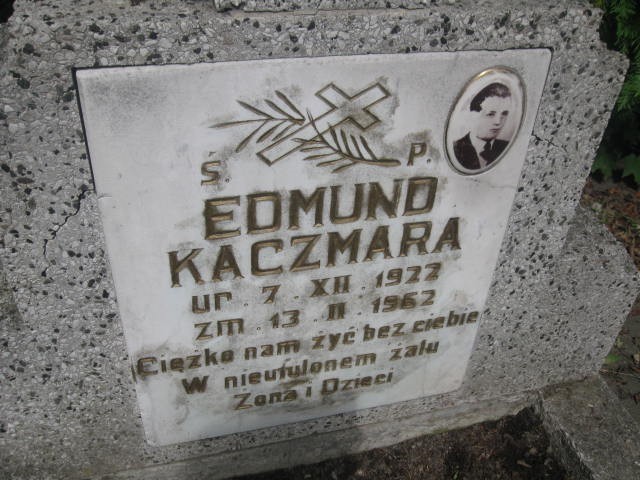 Ś. P.
EDMUND
KACZMARA
ur. 7. XII. 1922
zm. 13. II. 1962
Ciężko nam żyć bez ciebie
W nieutulonem żalu
Żona i Dzieci